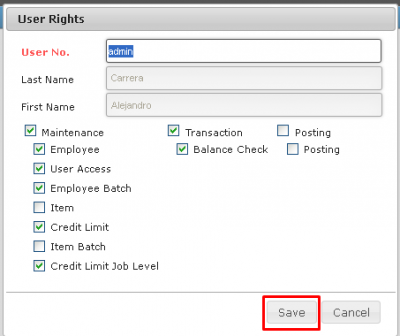 User Rights
User No. admin
Last Name Carrera
First Name Alejandro
Maintenance Transaction Posting
Employee Balance Check Posting
User Access
Employee Batch
Item
Credit Limit
Item Batch
Credit Limit Job Level
Save Cancel